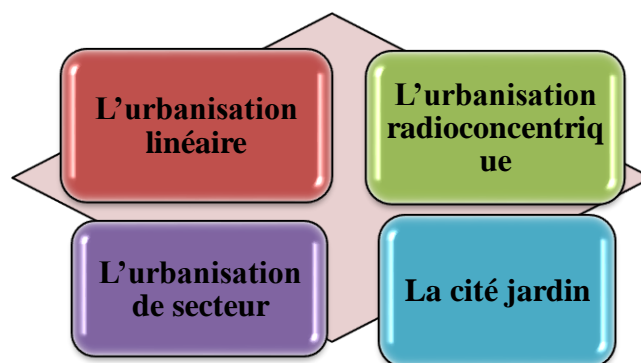 L’urbanisation
linéaire
L’urbanisation
radioconcentriq
ue
L’urbanisation
de secteur
La cité jardin